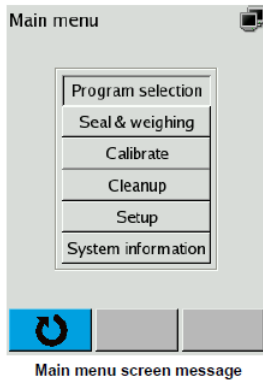 Main menu
Program selection
Seal & weighing
Calibrate
Cleanup
Setup
System information
Main menu screen message